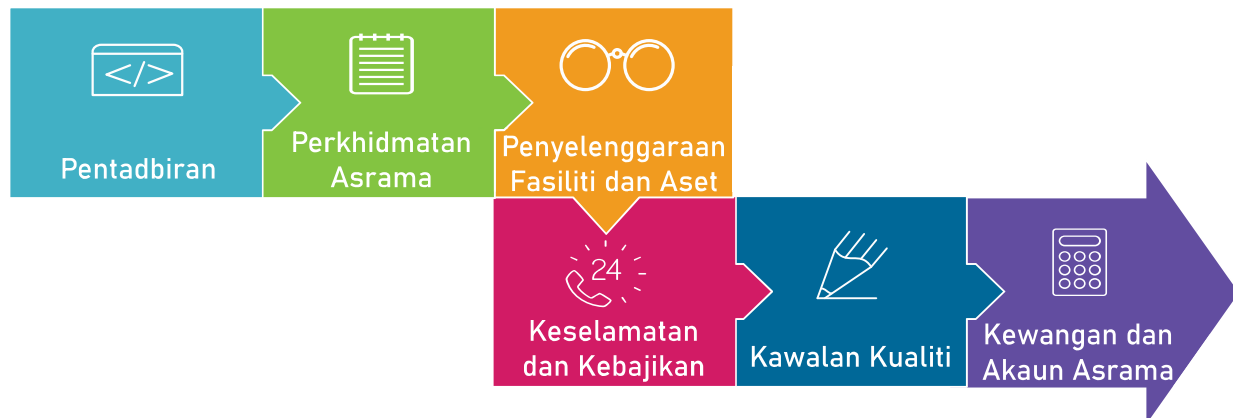 </>
Pentadbiran
Perkhidmatan
Asrama
Penyelenggaraan
Fasiliti dan Aset
24
Keselamatan
dan Kebajikan
Kawalan Kualiti
Kewangan dan
Akaun Asrama